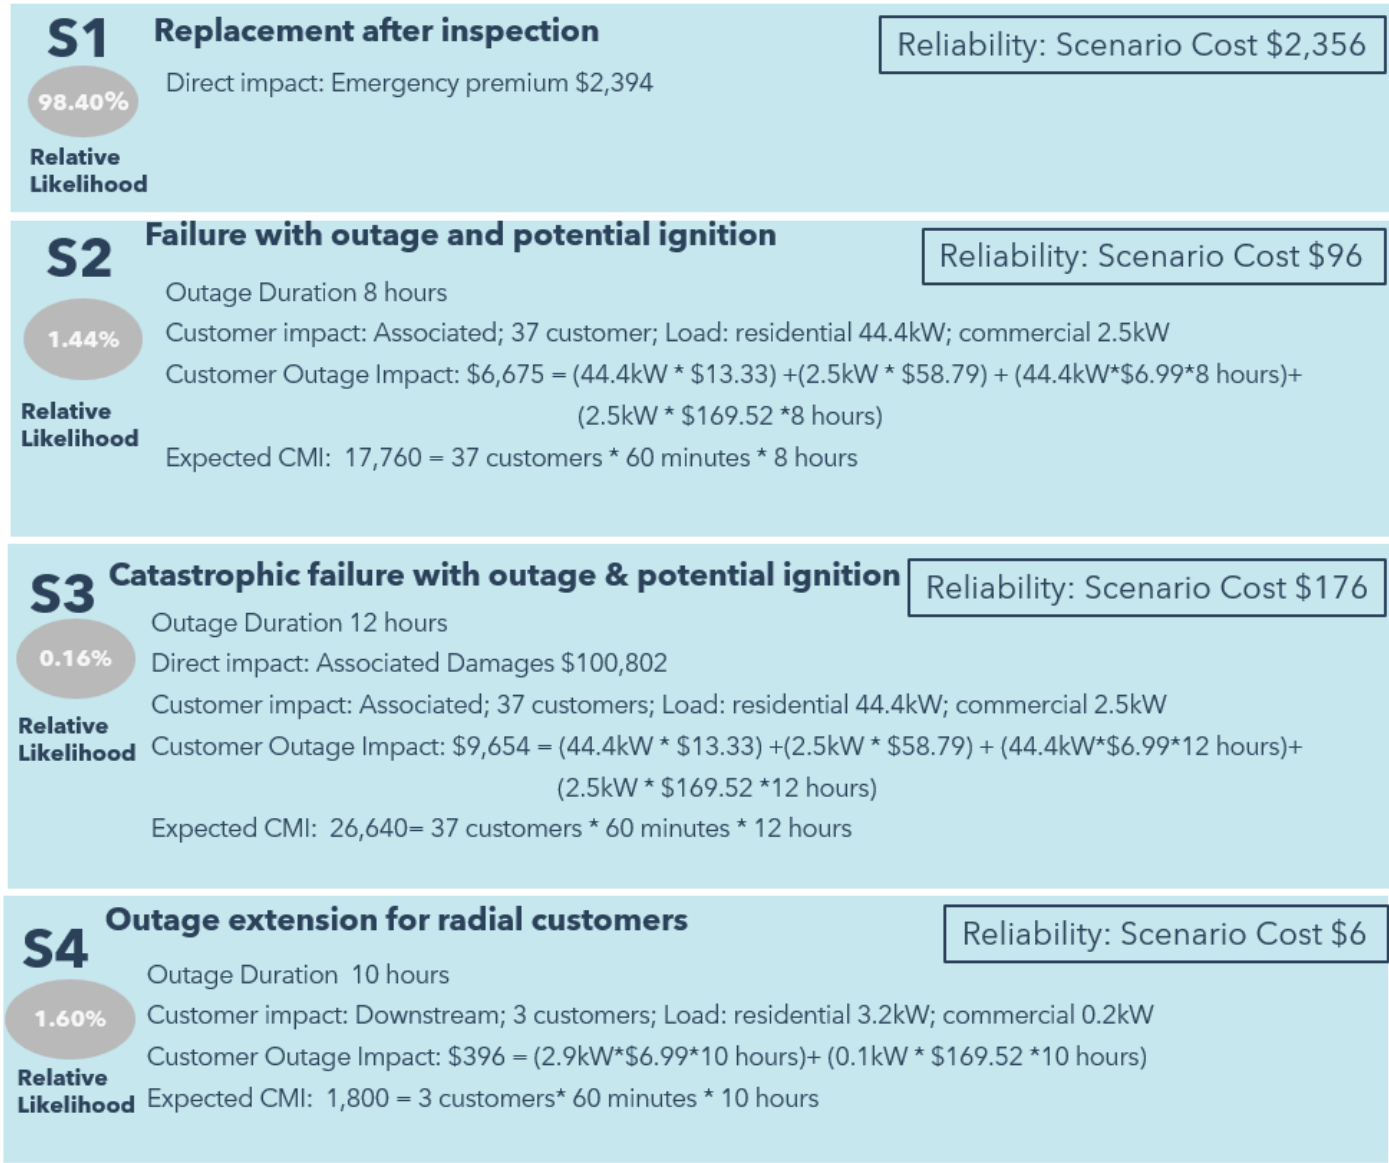 S1
Replacement after inspection
Reliability: Scenario Cost $2,356
98.40%
Direct impact: Emergency premium $2,394
Relative
Likelihood
S2
Failure with outage and potential ignition
Reliability: Scenario Cost $96
1.44%
Outage Duration 8 hours
Customer impact: Associated; 37 customer; Load: residential 44.4kW; commercial 2.5kW
Customer Outage Impact: $6,675 = (44.4kW * $13.33) +(2.5kW * $58.79) + (44.4kW*$6.99*8 hours)+
(2.5kW * $169.52 *8 hours)
Relative
Likelihood
Expected CMI:  17,760 = 37 customers * 60 minutes * 8 hours
S3
Catastrophic failure with outage & potential ignition
Reliability: Scenario Cost $176
0.16%
Outage Duration 12 hours
Direct impact: Associated Damages $100,802
Customer impact: Associated; 37 customers; Load: residential 44.4kW; commercial 2.5kW
Relative
Likelihood
Customer Outage Impact: $9,654 = (44.4kW * $13.33) +(2.5kW * $58.79) + (44.4kW*$6.99*12 hours)+
(2.5kW * $169.52 *12 hours)
Expected CMI:  26,640= 37 customers * 60 minutes * 12 hours
S4
Outage extension for radial customers
Reliability: Scenario Cost $6
1.60%
Outage Duration  10 hours
Customer impact: Downstream; 3 customers; Load: residential 3.2kW; commercial 0.2kW
Customer Outage Impact: $396 = (2.9kW*$6.99*10 hours)+ (0.1kW * $169.52 *10 hours)
Relative
Likelihood
Expected CMI:  1,800 = 3 customers* 60 minutes * 10 hours